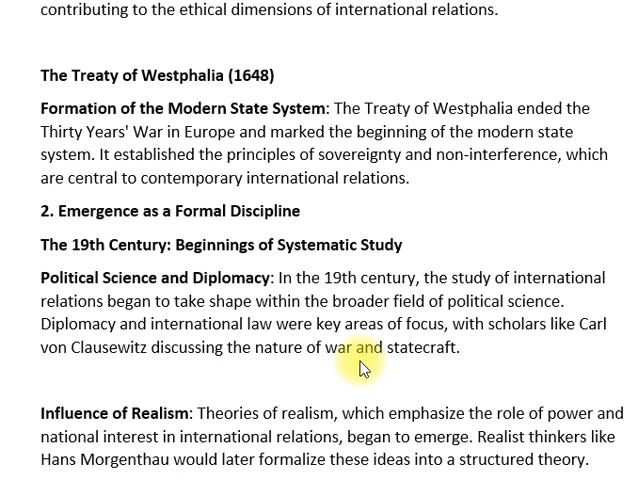 contributing to the ethical dimensions of international relations.
The Treaty of Westphalia (1648)
Formation of the Modern State System: The Treaty of Westphalia ended the
Thirty Years' War in Europe and marked the beginning of the modern state
system. It established the principles of sovereignty and non-interference, which
are central to contemporary international relations.
2. Emergence as a Formal Discipline
The 19th Century: Beginnings of Systematic Study
Political Science and Diplomacy: In the 19th century, the study of international
relations began to take shape within the broader field of political science.
Diplomacy and international law were key areas of focus, with scholars like Carl
von Clausewitz discussing the nature of war and statecraft.
Influence of Realism: Theories of realism, which emphasize the role of power and
national interest in international relations, began to emerge. Realist thinkers like
Hans Morgenthau would later formalize these ideas into a structured theory.